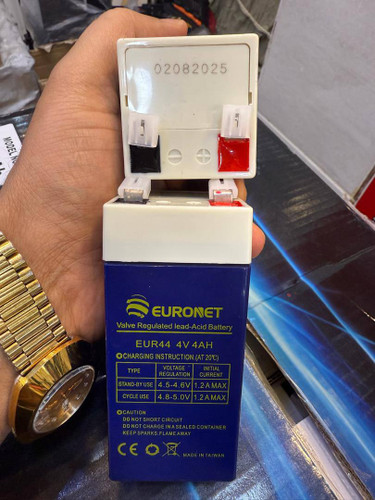 02082025
EURONET
Valve Regulated lead-Acid Battery
EUR44 4V 4AH
CHARGING INSTRUCTION (AT 20℃)
TYPE VOLTAGE REGULATION INITIAL CURRENT
STAND-BY USE 4.5-4.6V 1.2A MAX
CYCLE USE 4.8-5.0V 1.2A MAX
CAUTION
DO NOT SHORT CIRCUIT
DO NOT CHARGE IN A SEALED CONTAINER
KEEP SPARKS, FLAME AWAY
CE MADE IN TAIWAN
MODEL N